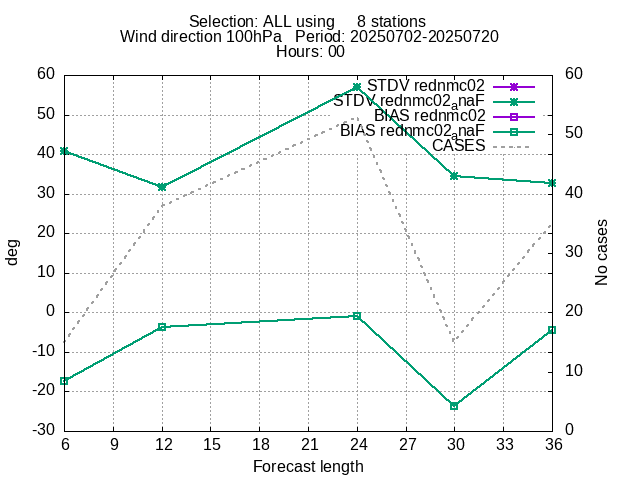 Selection: ALL using     8 stations
Wind direction 100hPa   Period: 20250702-20250720
Hours: 00
60
50
40
30
20
10
0
-10
-20
-30
deg
STDV rednmc02
STDV rednmc02anaF
BIAS rednmc02
BIAS rednmc02anaF
CASES
60
50
40
30
20
10
0
No cases
6 9 12 15 18 21 24 27 30 33 36
Forecast length